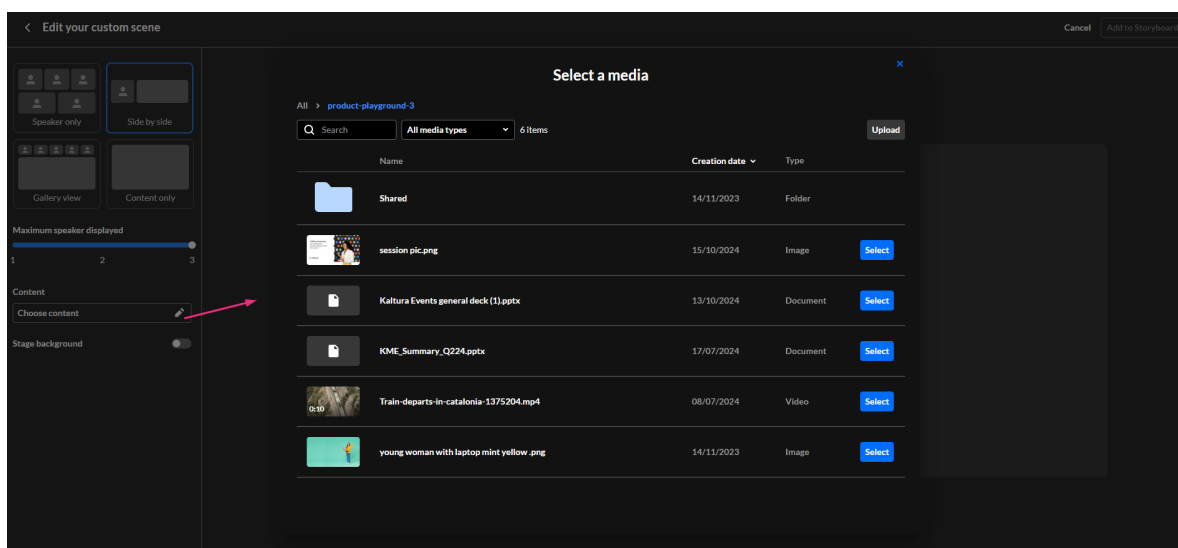 Edit your custom scene
Cancel Add to Storyboard
Speaker only Side by side
Gallery view Content only
Maximum speaker displayed
1 2 3
Content
Choose content
Stage background
Select a media
All > product-playground-3
Search All media types 6 items Upload
Name Creation date Type
Shared 14/11/2023 Folder
session pic.png 15/10/2024 Image Select
Kaltura Events general deck (1).pptx 13/10/2024 Document Select
KME_Summary_Q224.pptx 17/07/2024 Document Select
0:10 Train-departs-in-catalonia-1375204.mp4 08/07/2024 Video Select
young woman with laptop mint yellow .png 14/11/2023 Image Select